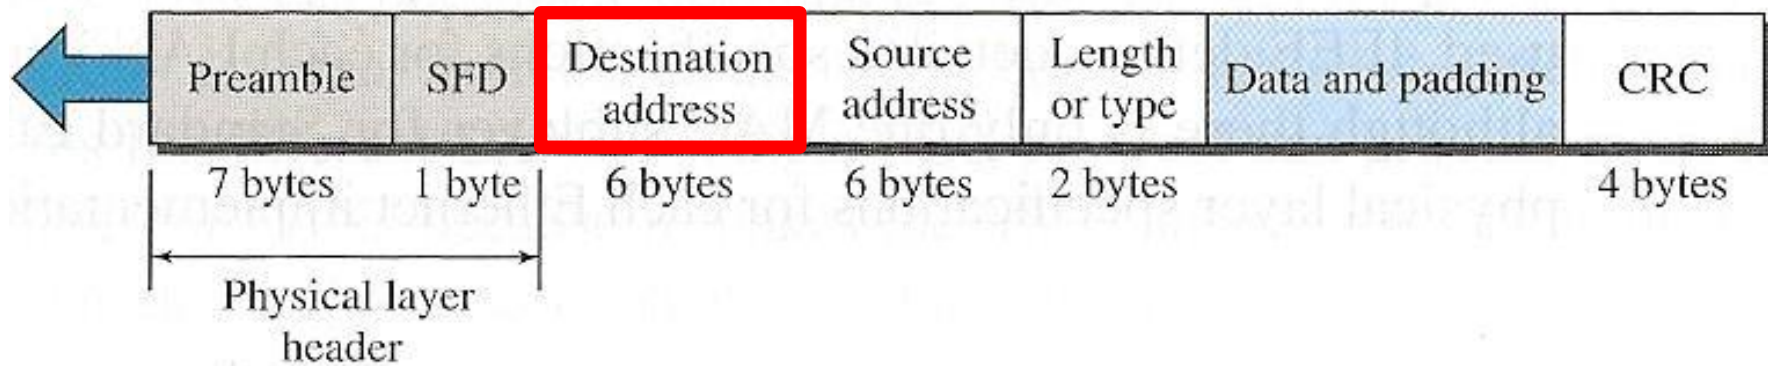 Preamble
SFD
Destination
address
Source
address
Length
or type
Data and padding
CRC
7 bytes
1 byte
6 bytes
6 bytes
2 bytes
4 bytes
Physical layer
header